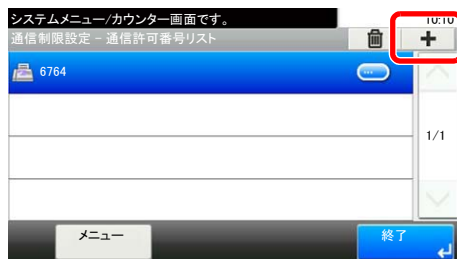 システムメニュー/カウンター画面です。
10:10
通信制限設定 - 通信許可番号リスト
6764
1/1
メニュー
終了